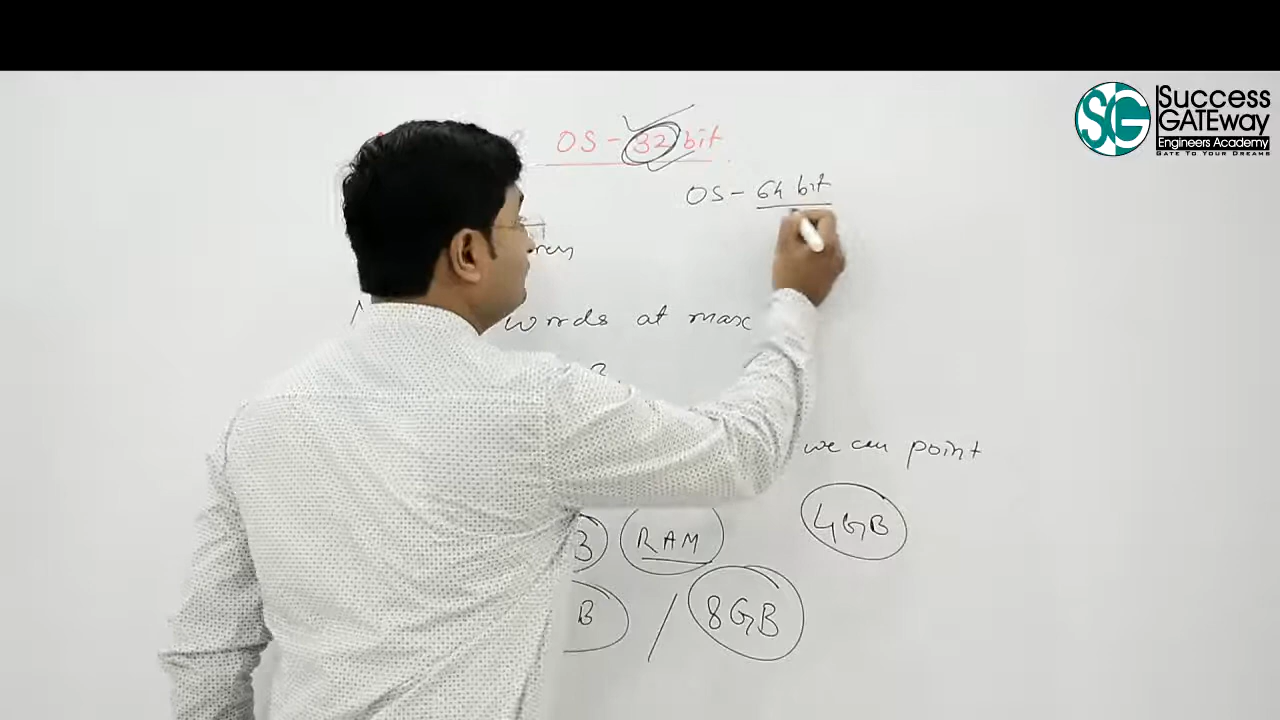 OS - 32 bit
OS - 64 bit
words at max
we can point
RAM
4GB
B / 8GB
Success
GATEway
Engineers Academy
GATE TO YOUR DREAMS
SG